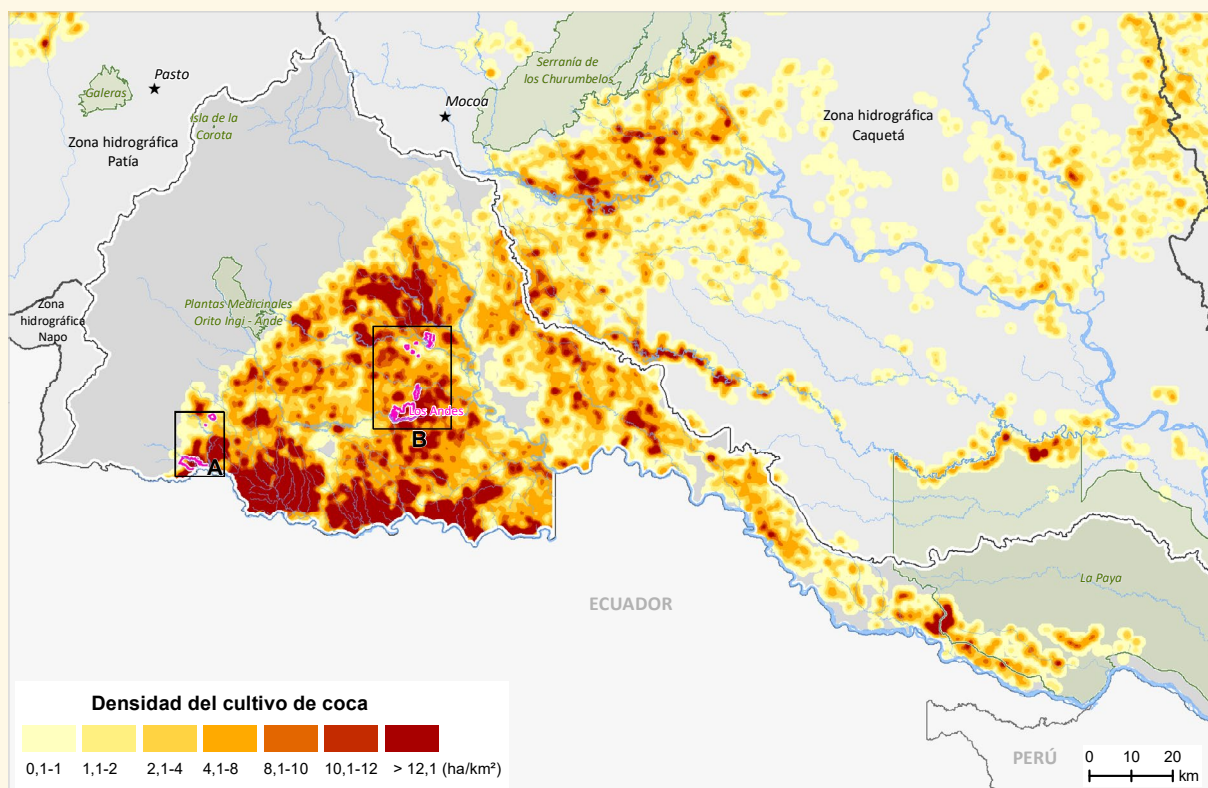 Serranía de
los Churumbelos
Pasto
Galeras
Mocoa
Isla de la
Corota
Zona hidrográfica
Patía
Zona hidrográfica
Caquetá
Zona
hidrográfica
Napo
Plantas Medicinales
Orito Ingi - Ande
Los Andes
A
B
La Paya
ECUADOR
PERÚ
Densidad del cultivo de coca
0,1-1 1,1-2 2,1-4 4,1-8 8,1-10 10,1-12 > 12,1 (ha/km²)
0 10 20
km